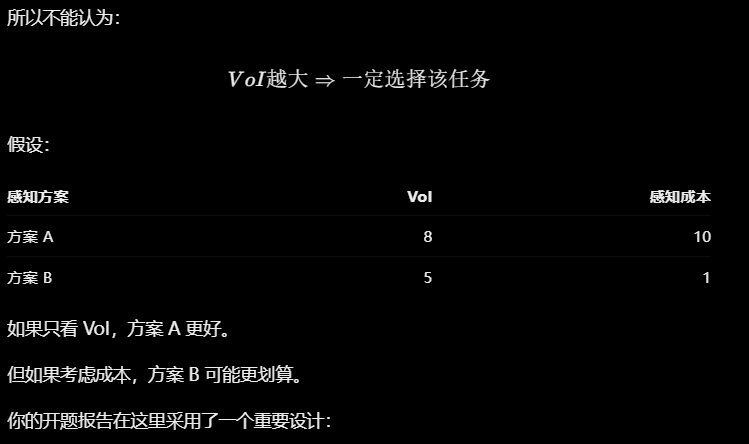 所以不能认为：
VoI越大 ⇒ 一定选择该任务
假设：
感知方案 VoI 感知成本
方案 A 8 10
方案 B 5 1
如果只看 VoI，方案 A 更好。
但如果考虑成本，方案 B 可能更划算。
你的开题报告在这里采用了一个重要设计：